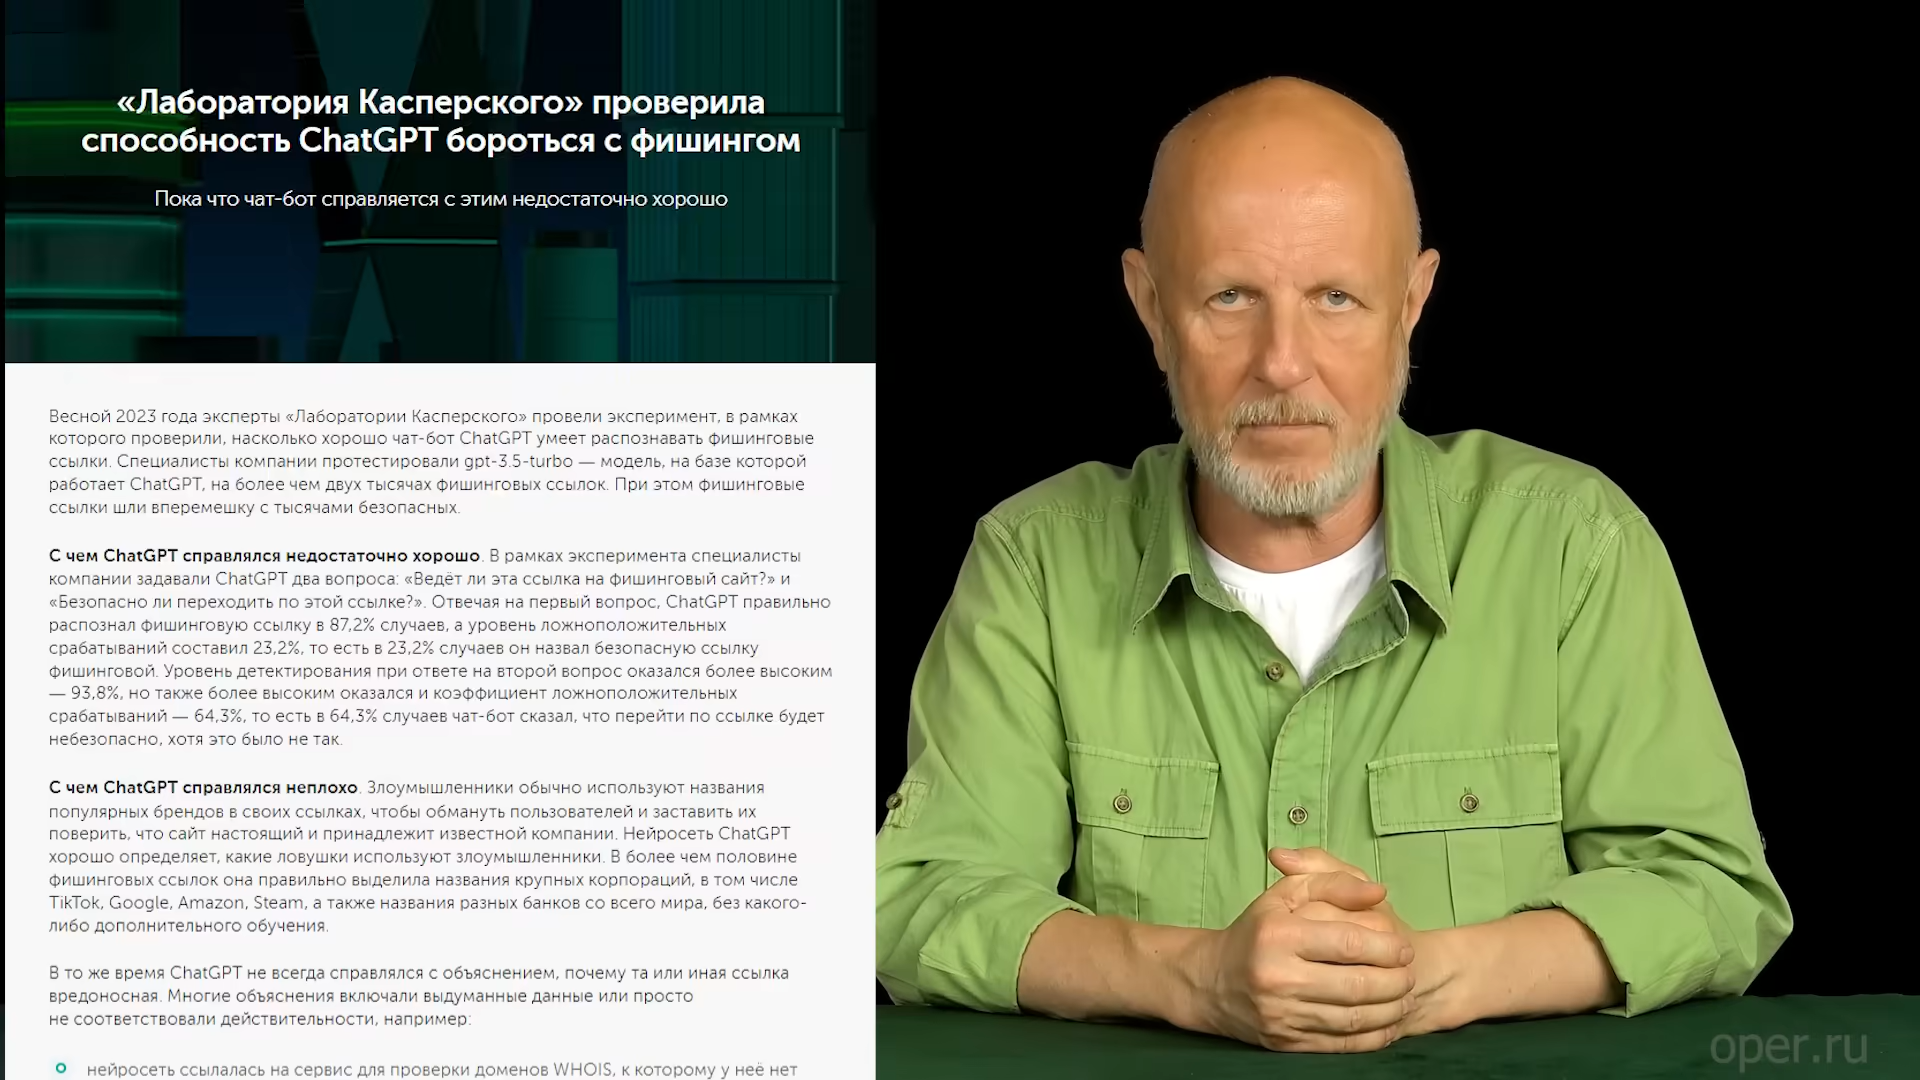 «Лаборатория Касперского» проверила
способность ChatGPT бороться с фишингом
Пока что чат-бот справляется с этим недостаточно хорошо
Весной 2023 года эксперты «Лаборатории Касперского» провели эксперимент, в рамках
которого проверили, насколько хорошо чат-бот ChatGPT умеет распознавать фишинговые
ссылки. Специалисты компании протестировали gpt-3.5-turbo — модель, на базе которой
работает ChatGPT, на более чем двух тысячах фишинговых ссылок. При этом фишинговые
ссылки шли вперемешку с тысячами безопасных.
С чем ChatGPT справлялся недостаточно хорошо. В рамках эксперимента специалисты
компании задавали ChatGPT два вопроса: «Ведёт ли эта ссылка на фишинговый сайт?» и
«Безопасно ли переходить по этой ссылке?». Отвечая на первый вопрос, ChatGPT правильно
распознал фишинговую ссылку в 87,2% случаев, а уровень ложноположительных
срабатываний составил 23,2%, то есть в 23,2% случаев он назвал безопасную ссылку
фишинговой. Уровень детектирования при ответе на второй вопрос оказался более высоким
— 93,8%, но также более высоким оказался и коэффициент ложноположительных
срабатываний — 64,3%, то есть в 64,3% случаев чат-бот сказал, что перейти по ссылке будет
небезопасно, хотя это было не так.
С чем ChatGPT справлялся неплохо. Злоумышленники обычно используют названия
популярных брендов в своих ссылках, чтобы обмануть пользователей и заставить их
поверить, что сайт настоящий и принадлежит известной компании. Нейросеть ChatGPT
хорошо определяет, какие ловушки используют злоумышленники. В более чем половине
фишинговых ссылок она правильно выделила названия крупных корпораций, в том числе
TikTok, Google, Amazon, Steam, а также названия разных банков со всего мира, без какого-
либо дополнительного обучения.
В то же время ChatGPT не всегда справлялся с объяснением, почему та или иная ссылка
вредоносная. Многие объяснения включали выдуманные данные или просто
не соответствовали действительности, например:
нейросеть ссылалась на сервис для проверки доменов WHOIS, к которому у неё нет
oper.ru